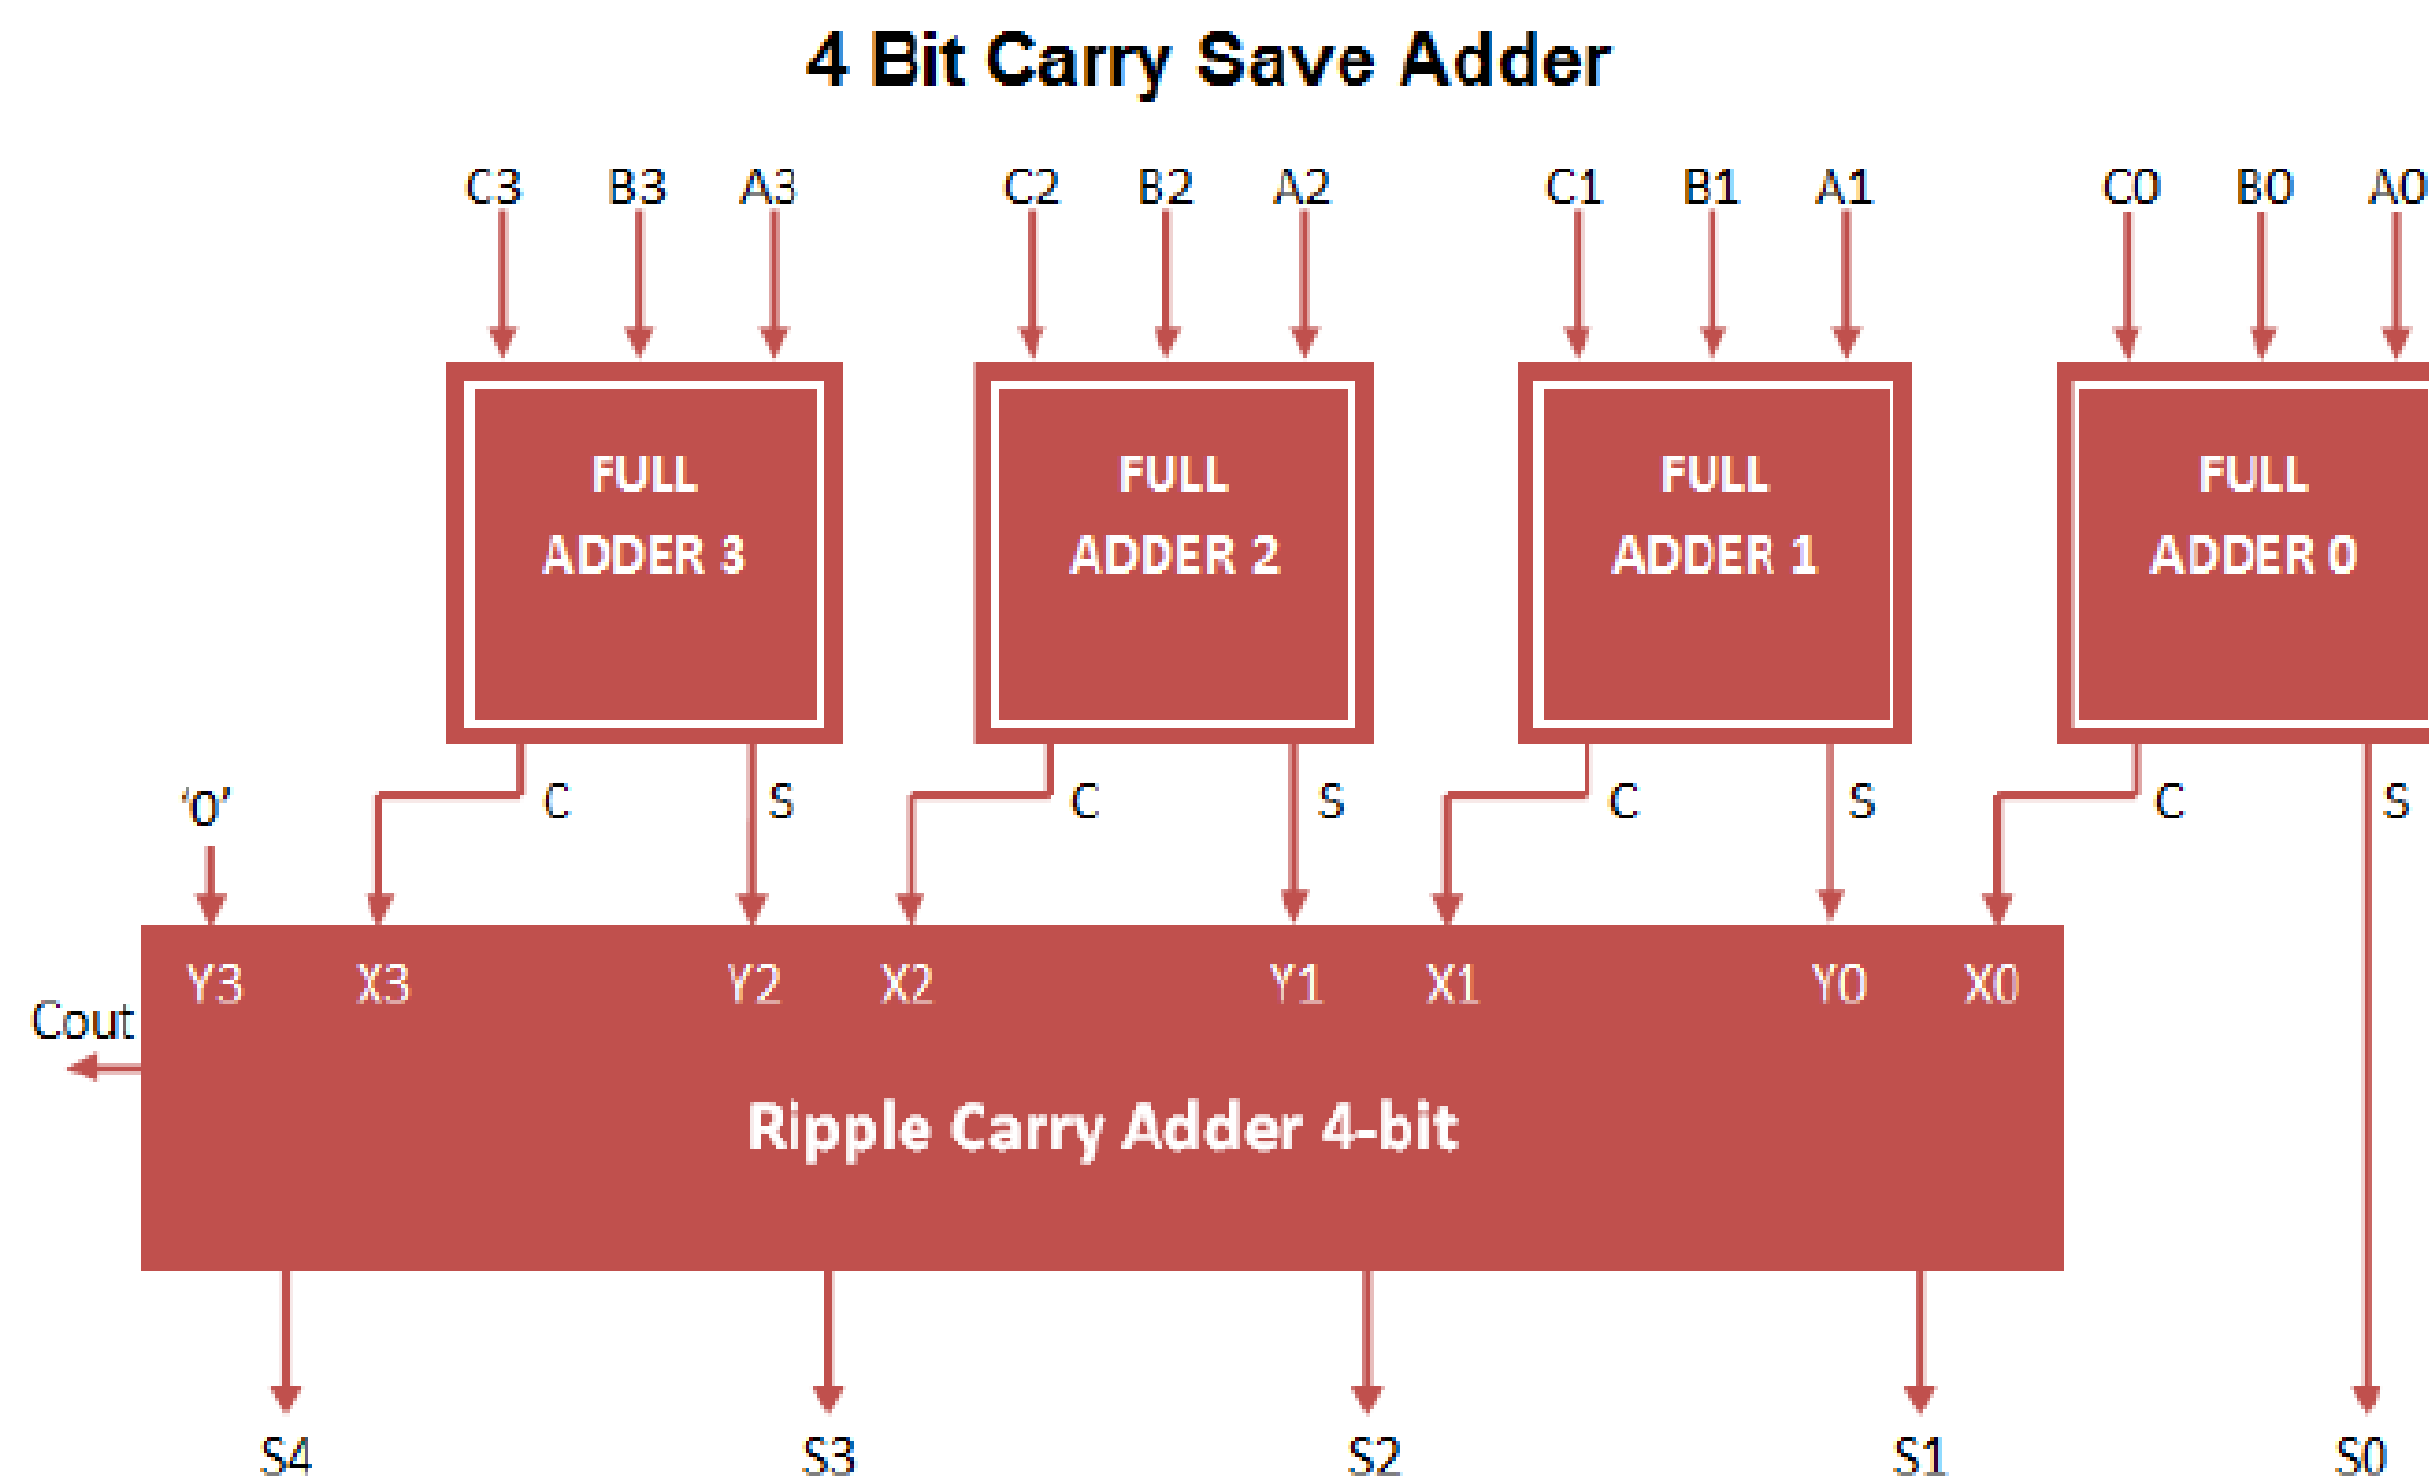 4 Bit Carry Save Adder
C3 B3 A3 C2 B2 A2 C1 B1 A1 C0 B0 A0
FULL ADDER 3
FULL ADDER 2
FULL ADDER 1
FULL ADDER 0
‘0’ C S C S C S C S
Y3 X3 Y2 X2 Y1 X1 Y0 X0
Cout
Ripple Carry Adder 4-bit
S4 S3 S2 S1 S0